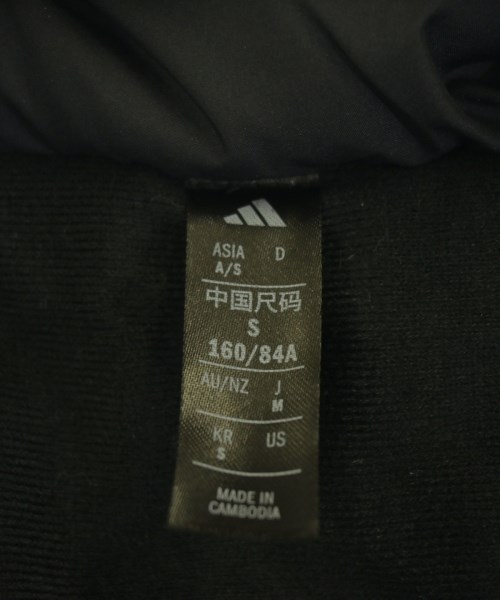 ASIA D
A/S
中国尺码
S
160/84A
AU/NZ J
M
KR US
S
MADE IN
CAMBODIA